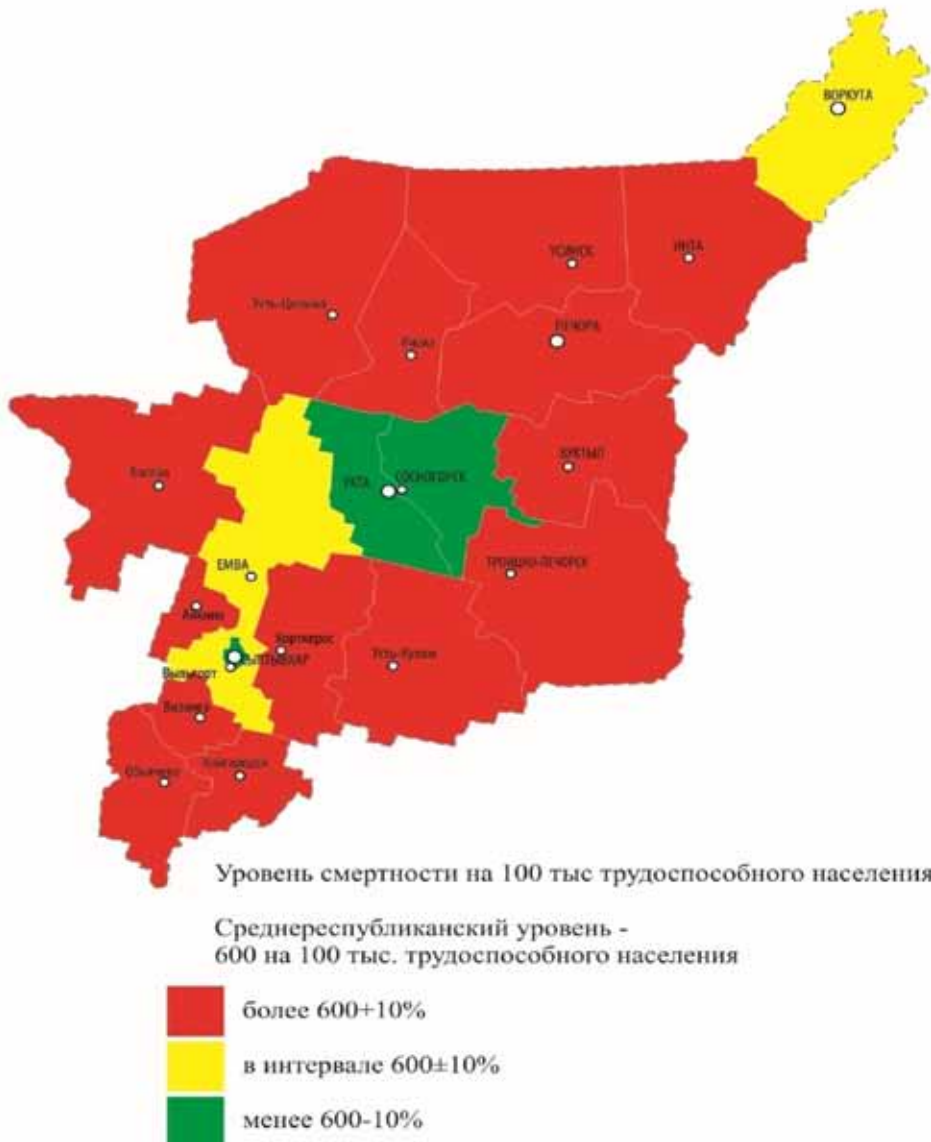 ВОРКУТА
УСИНСК
ИНТА
Усть-Цильма
ПЕЧОРА
Ижма
ВУКТЫЛ
Кослан
УХТА
СОСНОГОРСК
ТРОИЦКО-ПЕЧОРСК
ЕМВА
Айкино
Корткерос
СЫКТЫВКАР
Усть-Кулом
Выльгорт
Визинга
Койгородок
Объячево
Уровень смертности на 100 тыс трудоспособного населения
Среднереспубликанский уровень -
600 на 100 тыс. трудоспособного населения
более 600+10%
в интервале 600±10%
менее 600-10%